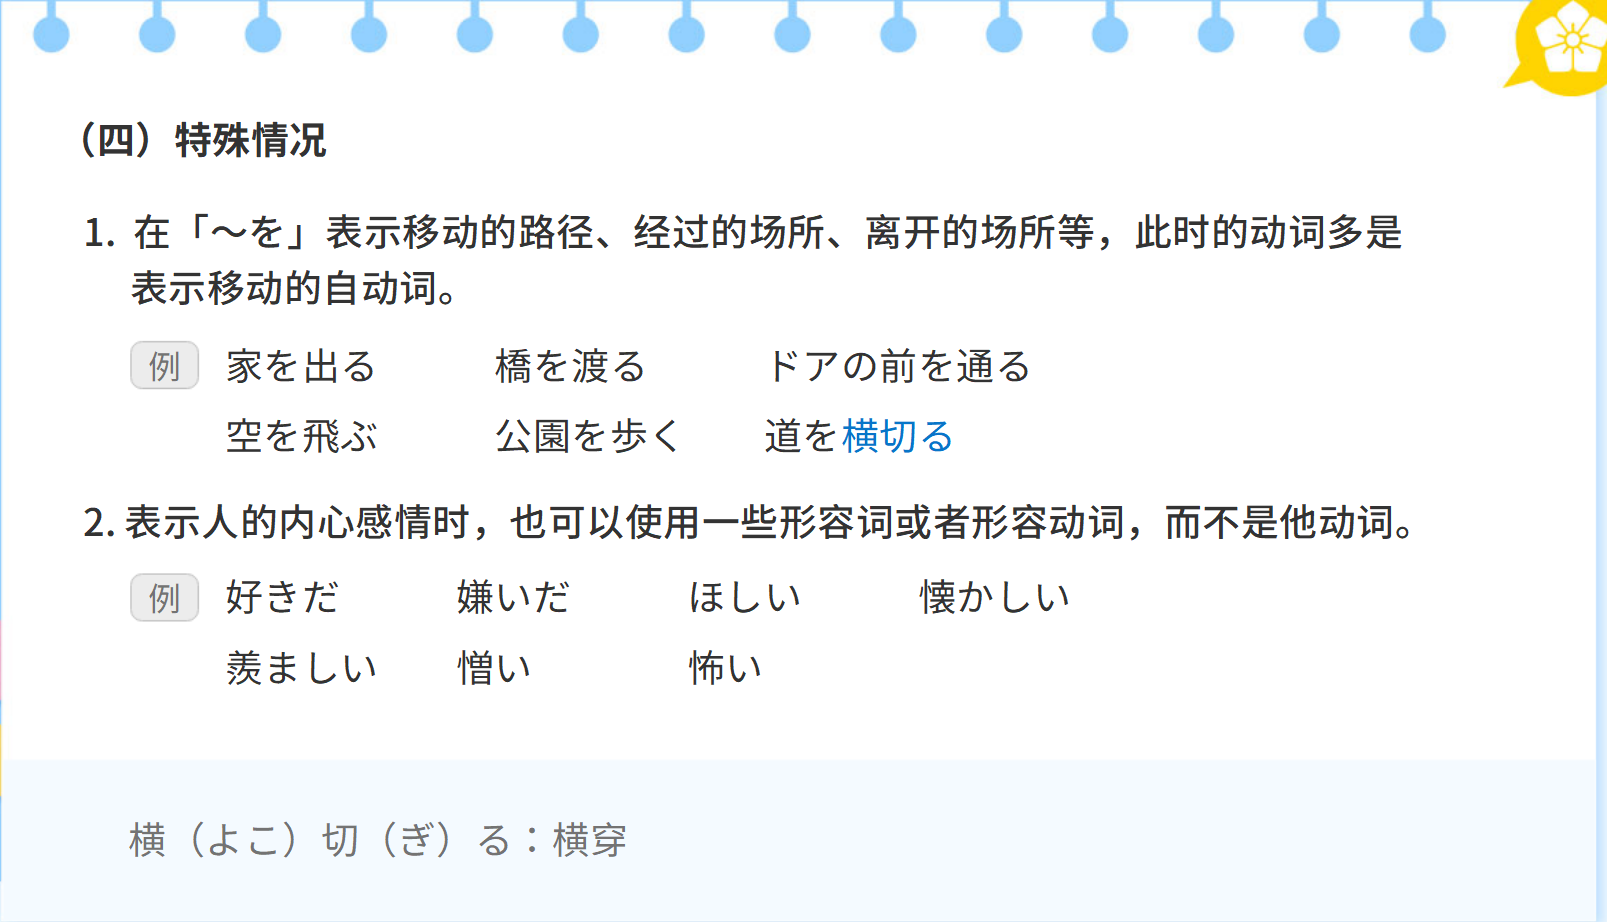 （四）特殊情况
1. 在「～を」表示移动的路径、经过的场所、离开的场所等，此时的动词多是
表示移动的自动词。
例 家を出る 橋を渡る ドアの前を通る
空を飛ぶ 公園を歩く 道を横切る
2. 表示人的内心感情时，也可以使用一些形容词或者形容动词，而不是他动词。
例 好きだ 嫌いだ ほしい 懐かしい
羨ましい 憎い 怖い
横（よこ）切（ぎ）る：横穿